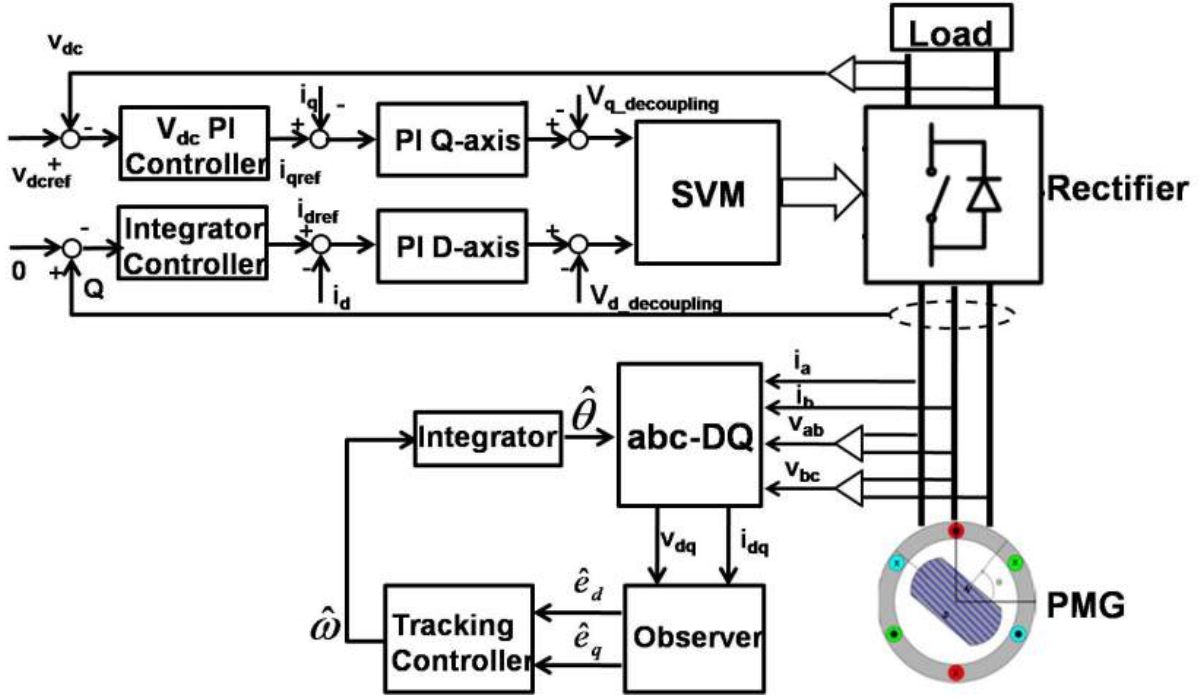 Load
v_dc
i_q
-
V_q_decoupling
-
-
+
-
+
+
V_dc PI
Controller
PI Q-axis
v_dcref
i_qref
SVM
Rectifier
i_dref
-
Integrator
Controller
+
PI D-axis
+
0
+
Q
-
-
i_d
V_d_decoupling
i_a
i_b
v_ab
v_bc
θ̂
Integrator
abc-DQ
v_dq
i_dq
ω̂
ê_d
ê_q
Tracking
Controller
Observer
PMG